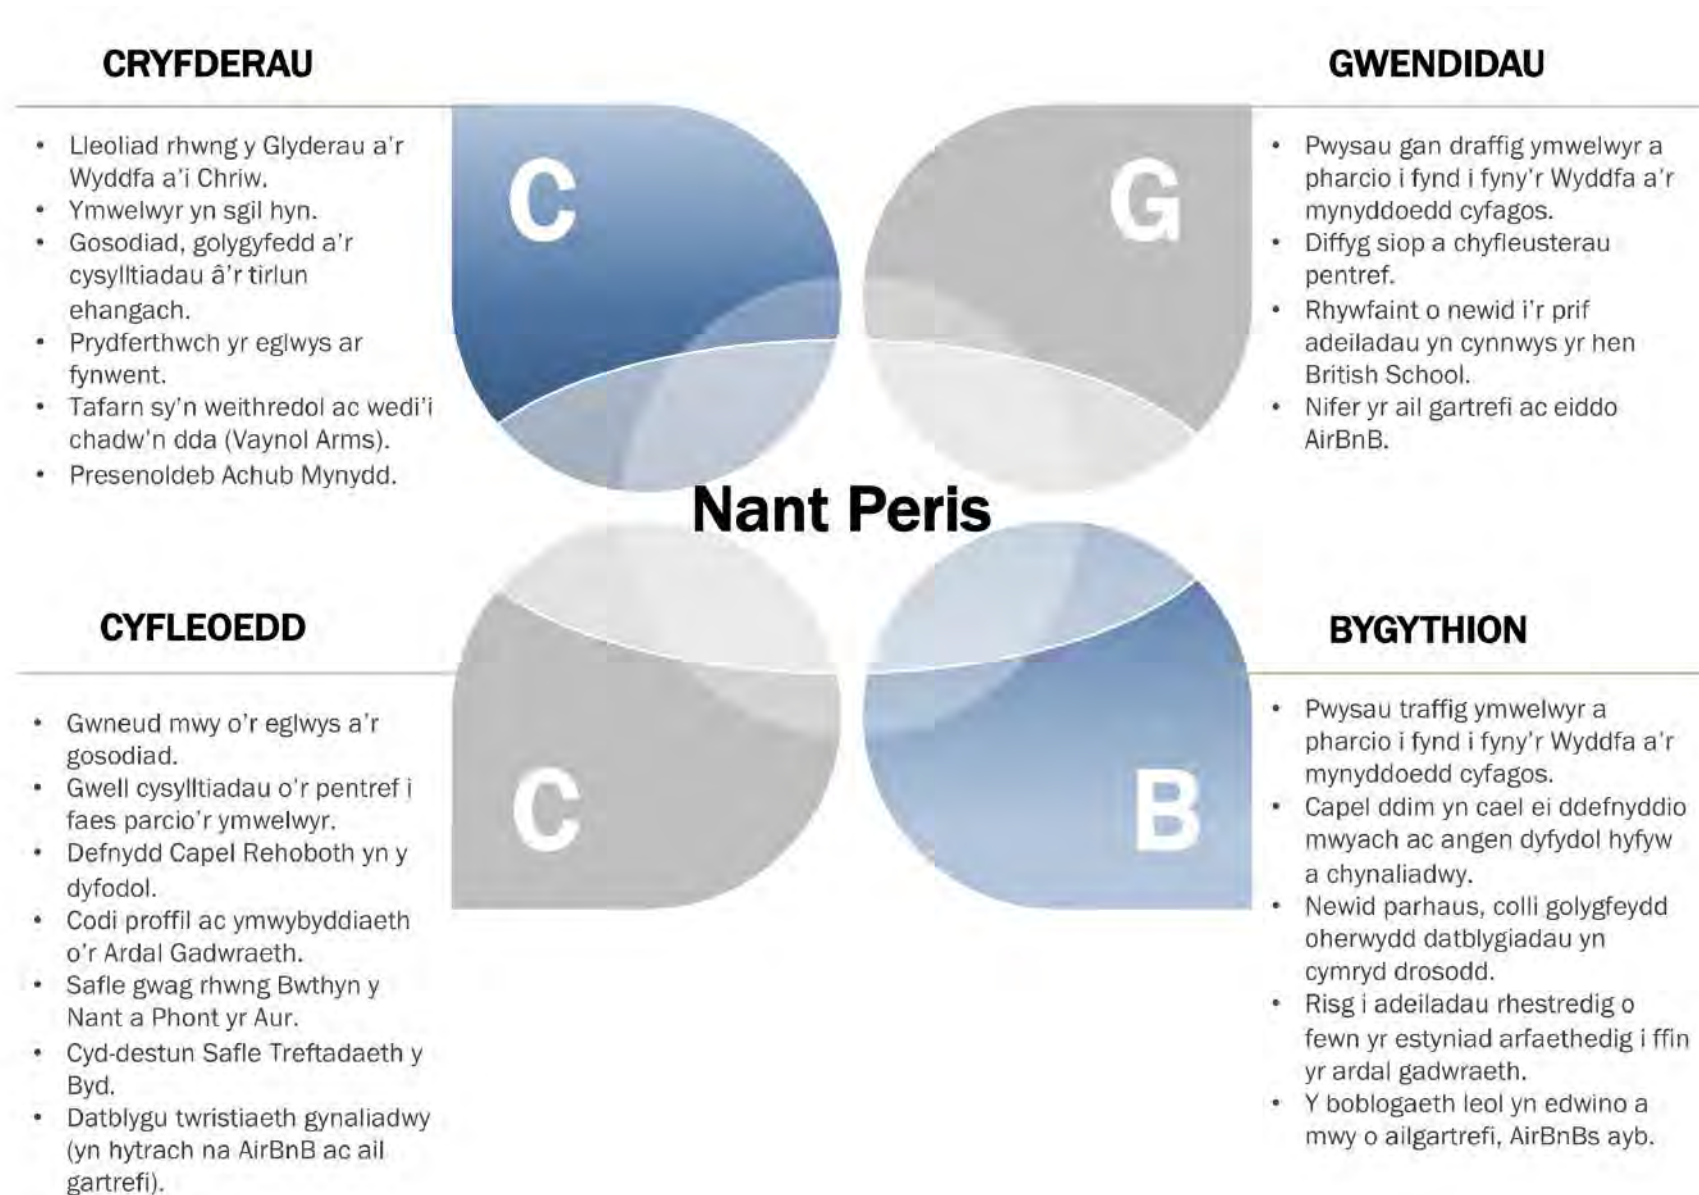 CRYFDERAU
• Lleoliad rhwng y Glyderau a'r
Wyddfa a'i Chriw.
• Ymwelwyr yn sgil hyn.
• Gosodiad, golygyfedd a'r
cysylltiadau â'r tirlun
ehangach.
• Prydferthwch yr eglwys ar
fynwent.
• Tafarn sy'n weithredol ac wedi'i
chadw'n dda (Vaynol Arms).
• Presenoldeb Achub Mynydd.
C
GWENDIDAU
• Pwysau gan draffig ymwelwyr a
pharcio i fynd i fyny'r Wyddfa a'r
mynyddoedd cyfagos.
• Diffyg siop a chyfleusterau
pentref.
• Rhywfaint o newid i'r prif
adeiladau yn cynnwys yr hen
British School.
• Nifer yr ail gartrefi ac eiddo
AirBnB.
G
Nant Peris
CYFLEOEDD
• Gwneud mwy o'r eglwys a'r
gosodiad.
• Gwell cysylltiadau o'r pentref i
faes parcio'r ymwelwyr.
• Defnydd Capel Rehoboth yn y
dyfodol.
• Codi proffil ac ymwybyddiaeth
o'r Ardal Gadwraeth.
• Safle gwag rhwng Bwthyn y
Nant a Phont yr Aur.
• Cyd-destun Safle Treftadaeth y
Byd.
• Datblygu twristiaeth gynaliadwy
(yn hytrach na AirBnB ac ail
gartrefi).
C
BYGYTHION
• Pwysau traffig ymwelwyr a
pharcio i fynd i fyny'r Wyddfa a'r
mynyddoedd cyfagos.
• Capel ddim yn cael ei ddefnyddio
mwyach ac angen dyfydol hyfyw
a chynaliadwy.
• Newid parhaus, colli golygfeydd
oherwydd datblygiadau yn
cymryd drosodd.
• Risg i adeiladau rhestredig o
fewn yr estyniad arfaethedig i ffin
yr ardal gadwraeth.
• Y boblogaeth leol yn edwino a
mwy o ailgartrefi, AirBnBs ayb.
B